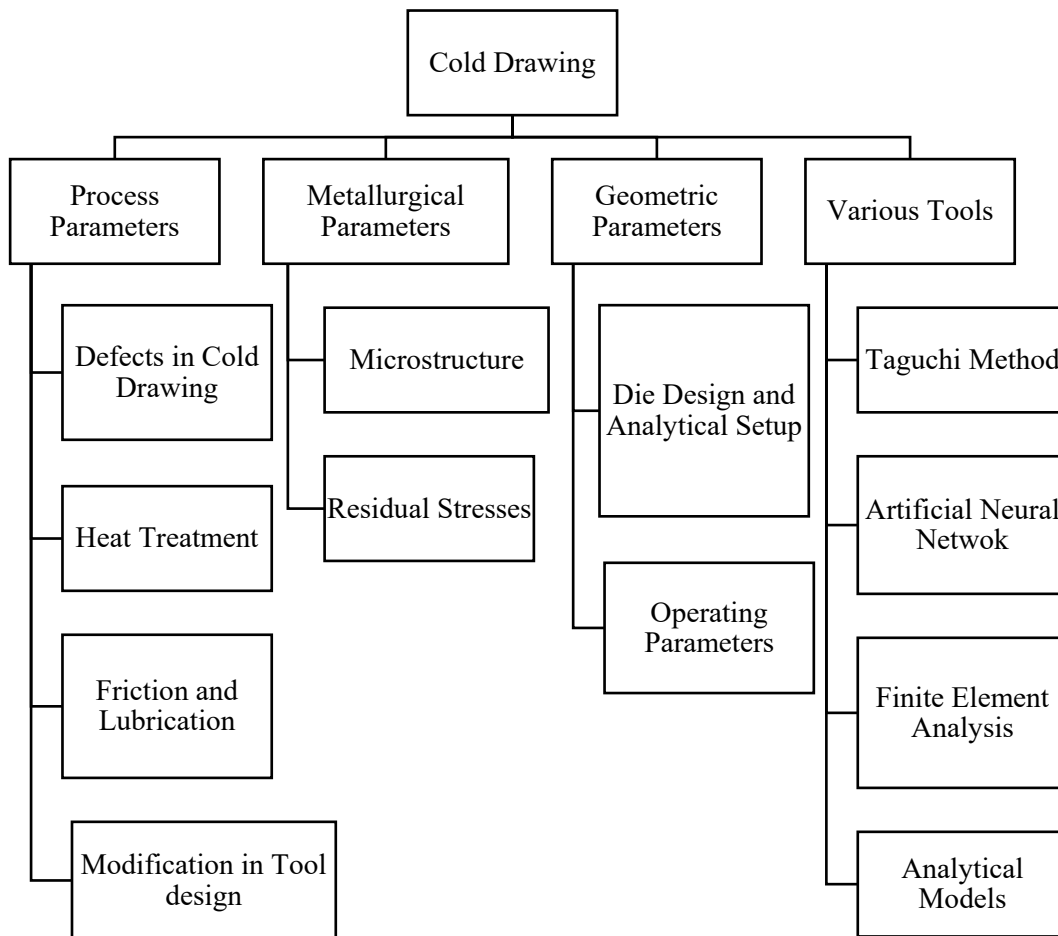 Cold Drawing
Process
Parameters
Metallurgical
Parameters
Geometric
Parameters
Various Tools
Defects in Cold
Drawing
Heat Treatment
Friction and
Lubrication
Modification in Tool
design
Microstructure
Residual Stresses
Die Design and
Analytical Setup
Operating
Parameters
Taguchi Method
Artificial Neural
Netwok
Finite Element
Analysis
Analytical
Models